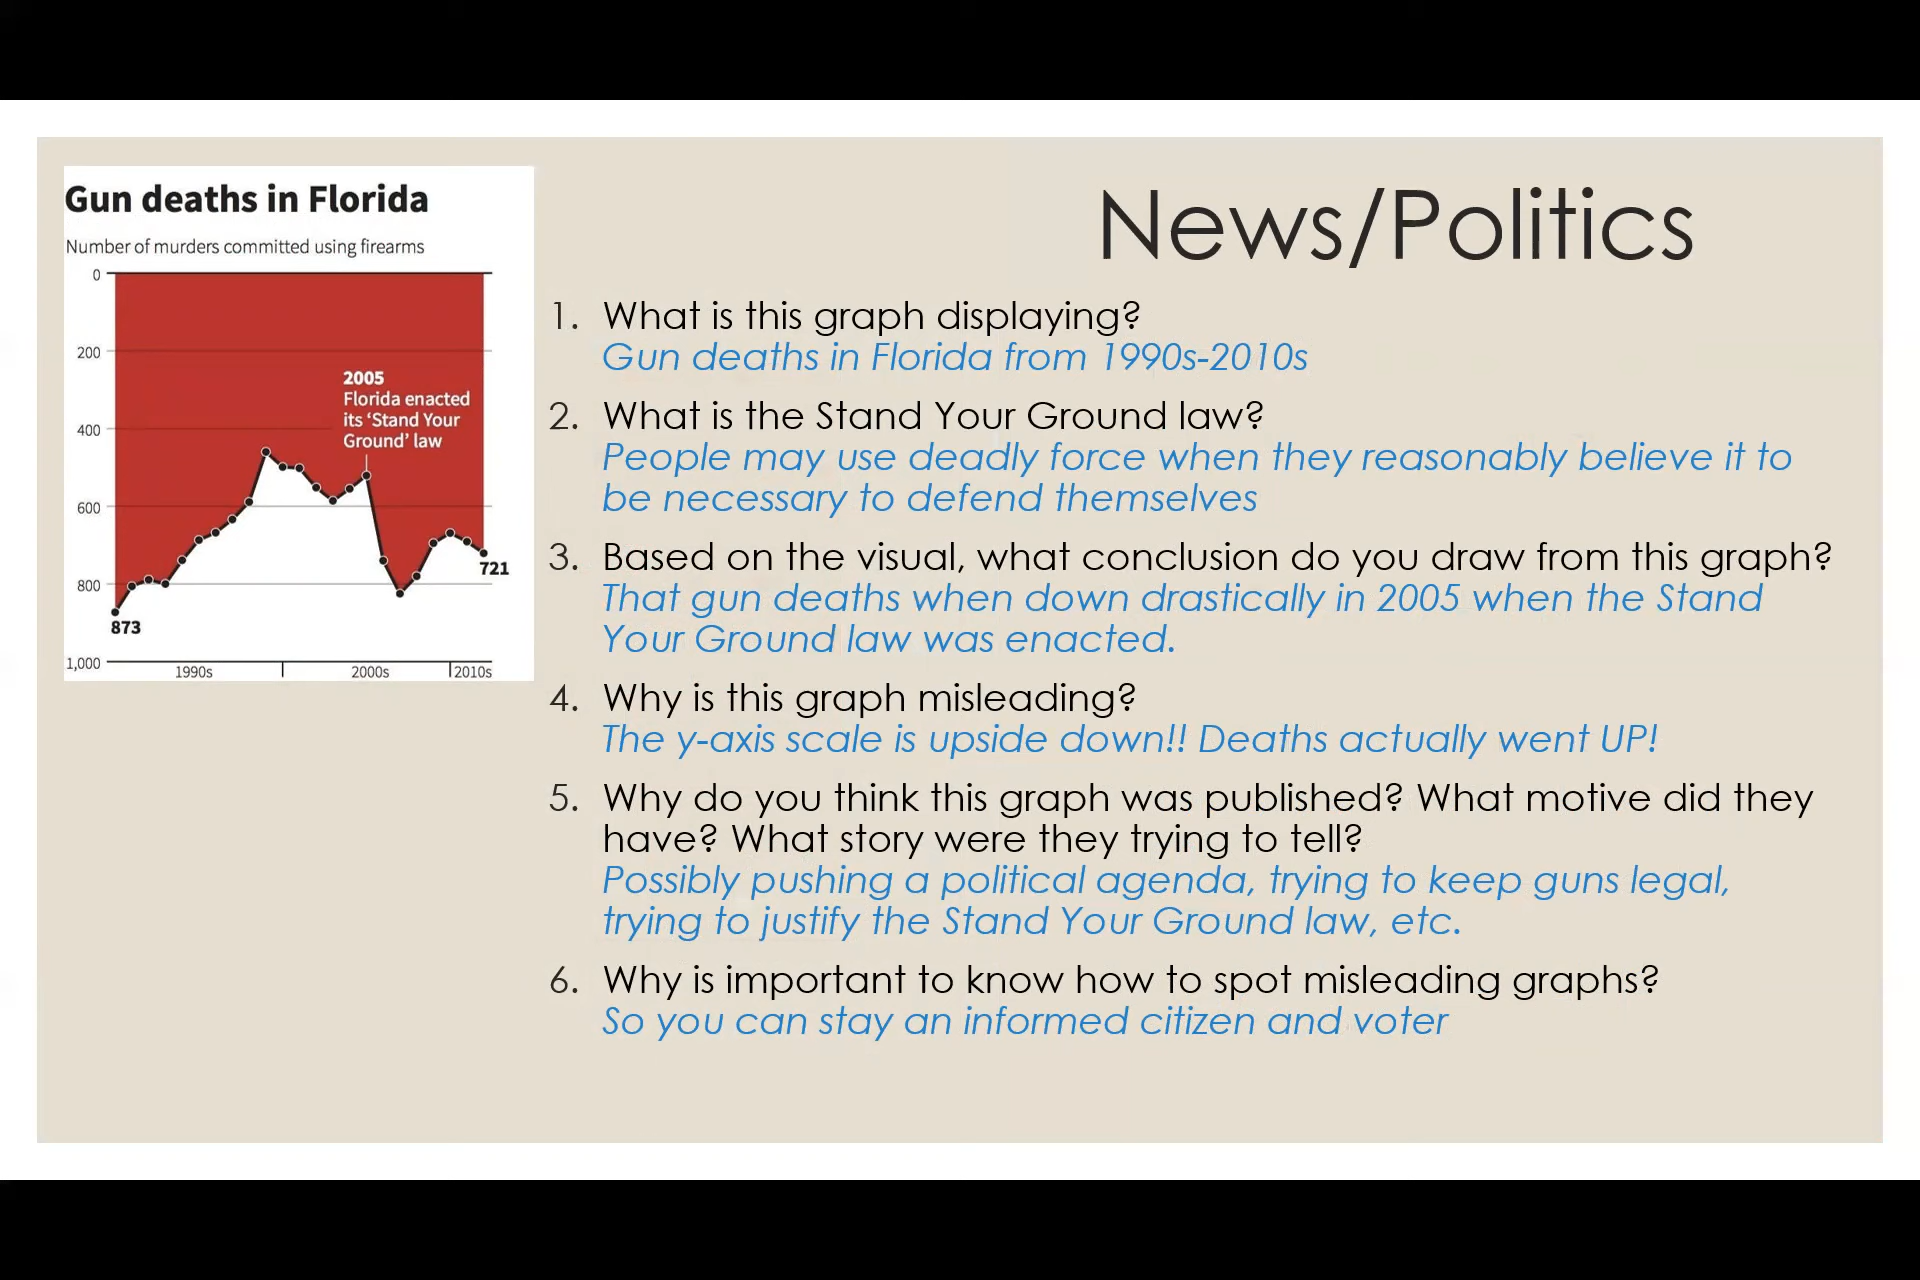 Gun deaths in Florida
Number of murders committed using firearms
0
200
400
600
800
1,000
2005
Florida enacted
its ‘Stand Your
Ground’ law
873
721
1990s
2000s
2010s
News/Politics
1. What is this graph displaying?
Gun deaths in Florida from 1990s-2010s
2. What is the Stand Your Ground law?
People may use deadly force when they reasonably believe it to
be necessary to defend themselves
3. Based on the visual, what conclusion do you draw from this graph?
That gun deaths when down drastically in 2005 when the Stand
Your Ground law was enacted.
4. Why is this graph misleading?
The y-axis scale is upside down!! Deaths actually went UP!
5. Why do you think this graph was published? What motive did they
have? What story were they trying to tell?
Possibly pushing a political agenda, trying to keep guns legal,
trying to justify the Stand Your Ground law, etc.
6. Why is important to know how to spot misleading graphs?
So you can stay an informed citizen and voter